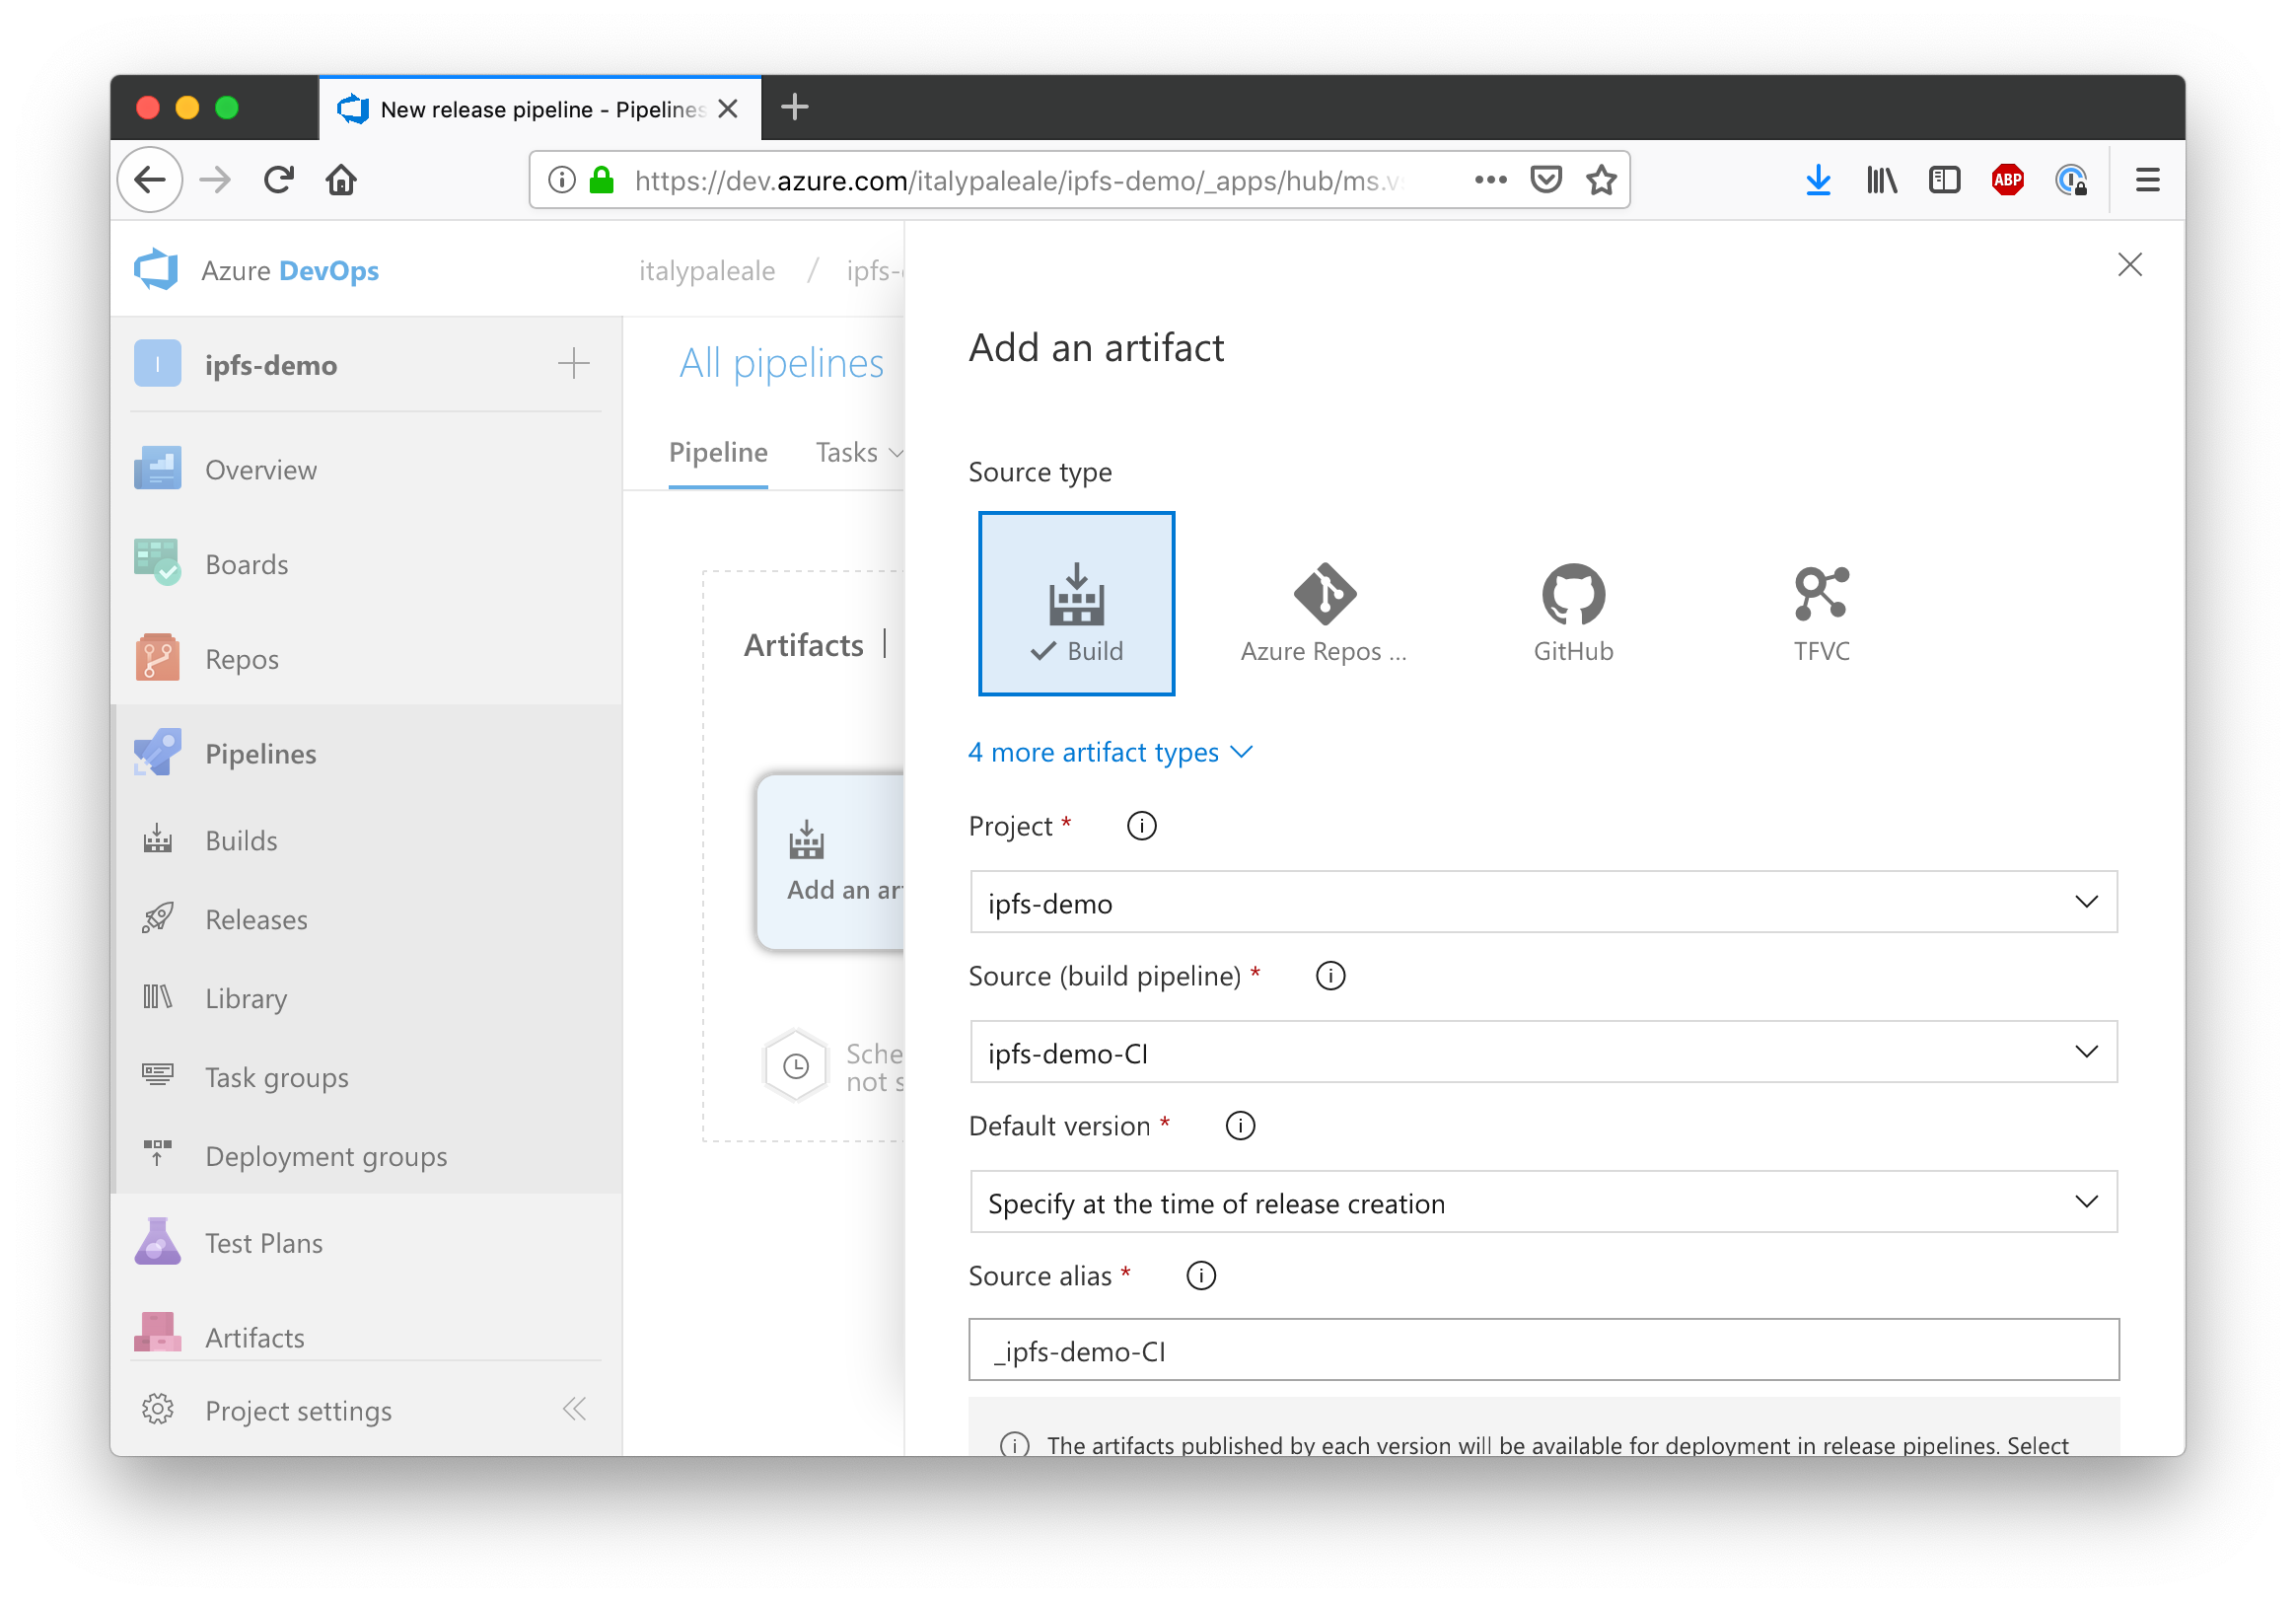 New release pipeline - Pipelines
https://dev.azure.com/italypaleale/ipfs-demo/_apps/hub/ms.vs
ABP
Azure DevOps
italypaleale / ipfs-
I
ipfs-demo
Overview
Boards
Repos
Pipelines
Builds
Releases
Library
Task groups
Deployment groups
Test Plans
Artifacts
Project settings
All pipelines
Pipeline Tasks
Artifacts |
Add an ar
Sche
not s
Add an artifact
Source type
Build
Azure Repos ...
GitHub
TFVC
4 more artifact types
Project *
ipfs-demo
Source (build pipeline) *
ipfs-demo-CI
Default version *
Specify at the time of release creation
Source alias *
_ipfs-demo-CI
The artifacts published by each version will be available for deployment in release pipelines. Select